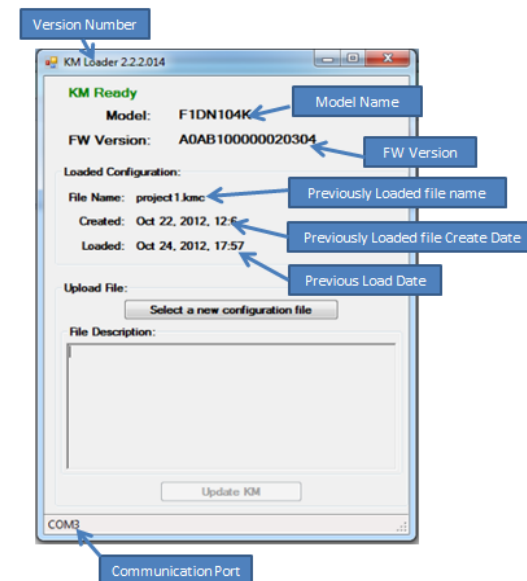 Version Number
KM Loader 2.2.2.014
KM Ready
Model: F1DN104K
Model Name
FW Version: A0AB100000020304
FW Version
Loaded Configuration:
File Name: project1.kmc
Previously Loaded file name
Created: Oct 22, 2012, 12:6
Previously Loaded file Create Date
Loaded: Oct 24, 2012, 17:57
Previous Load Date
Upload File:
Select a new configuration file
File Description:
Update KM
COM3
Communication Port